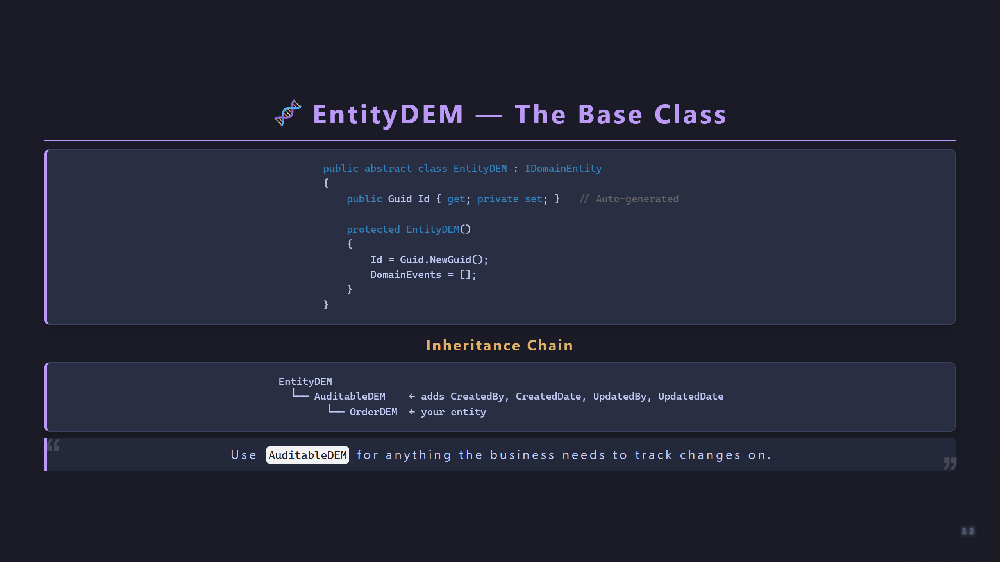 🧬 EntityDEM — The Base Class
public abstract class EntityDEM : IDomainEntity
{
    public Guid Id { get; private set; }   // Auto-generated

    protected EntityDEM()
    {
        Id = Guid.NewGuid();
        DomainEvents = [];
    }
}
Inheritance Chain
EntityDEM
  └── AuditableDEM    ← adds CreatedBy, CreatedDate, UpdatedBy, UpdatedDate
        └── OrderDEM  ← your entity
“
Use AuditableDEM for anything the business needs to track changes on.
”
12